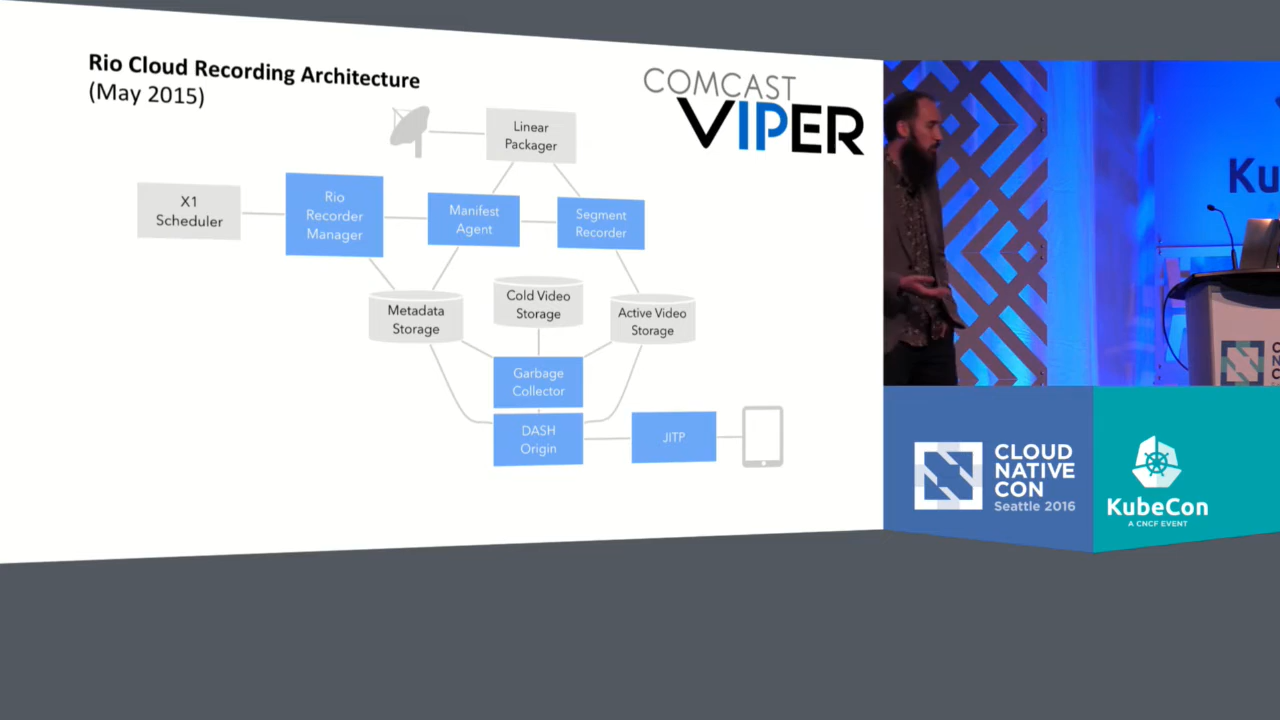 Rio Cloud Recording Architecture
(May 2015)
COMCAST
VIPER
Linear
Packager
X1
Scheduler
Rio
Recorder
Manager
Manifest
Agent
Segment
Recorder
Metadata
Storage
Cold Video
Storage
Active Video
Storage
Garbage
Collector
DASH
Origin
JITP
Ku
CLOUD
NATIVE
CON
Seattle 2016
KubeCon
A CNCF EVENT